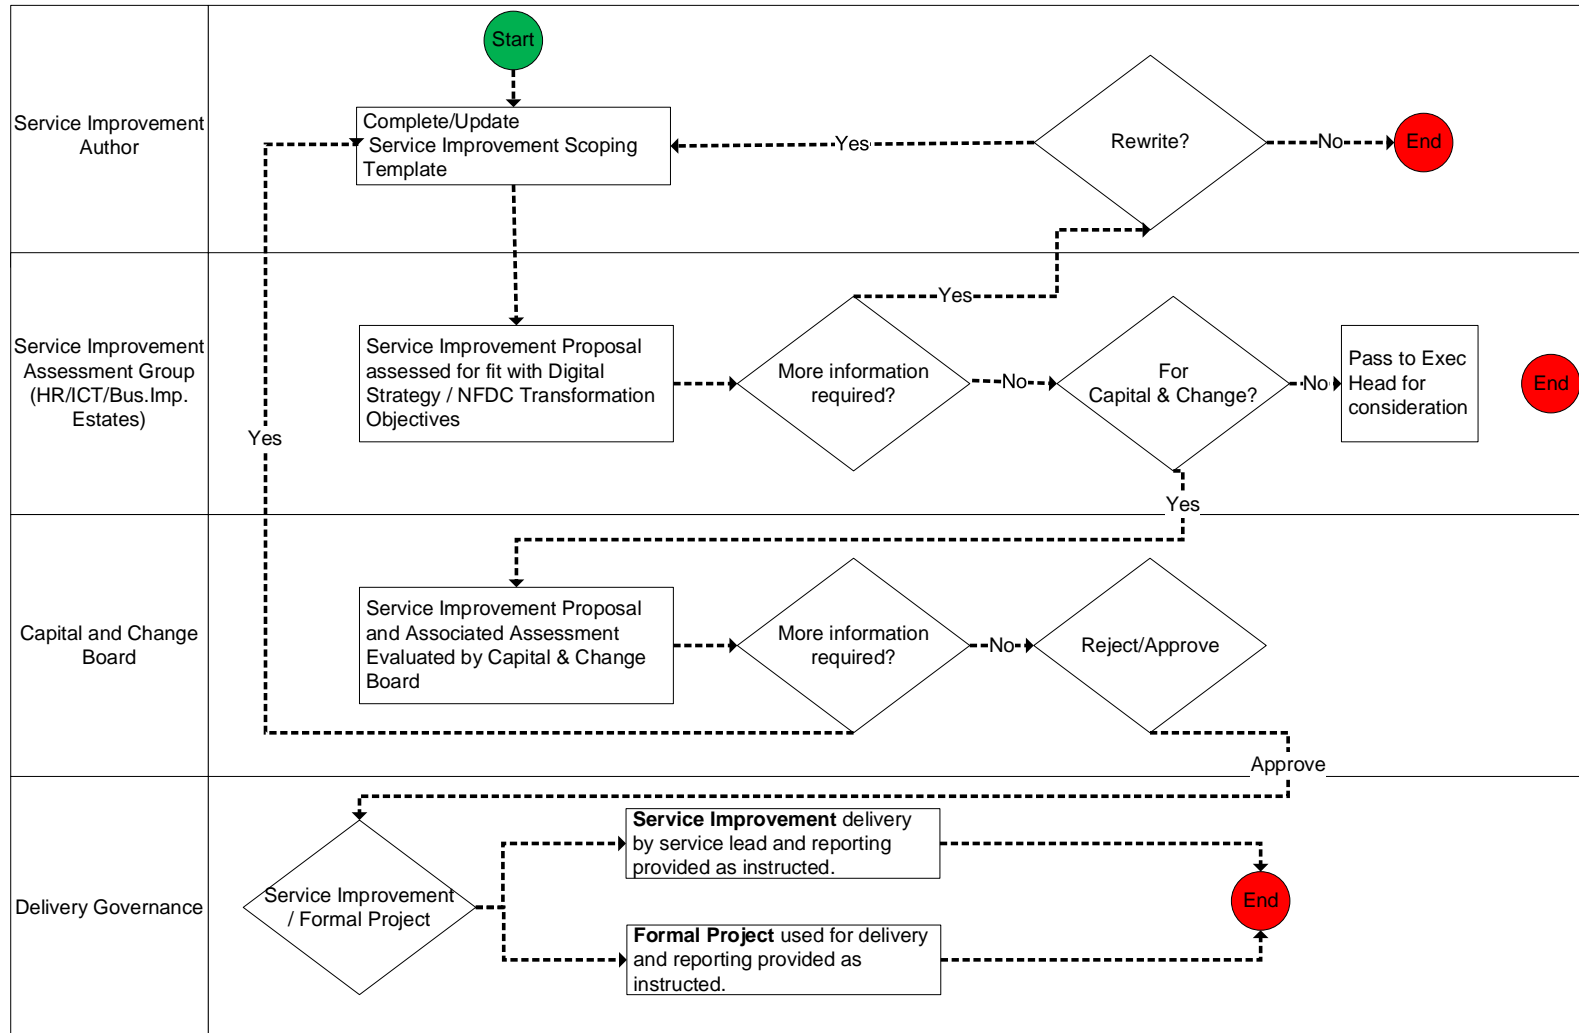 Service Improvement
Author
Start
Complete/Update
Service Improvement Scoping
Template
Yes
Rewrite?
No
End
Service Improvement
Assessment Group
(HR/ICT/Bus.Imp.
Estates)
Service Improvement Proposal
assessed for fit with Digital
Strategy / NFDC Transformation
Objectives
More information
required?
Yes
No
For
Capital & Change?
No
Pass to Exec
Head for
consideration
End
Yes
Yes
Capital and Change
Board
Service Improvement Proposal
and Associated Assessment
Evaluated by Capital & Change
Board
More information
required?
No
Reject/Approve
Approve
Delivery Governance
Service Improvement
/ Formal Project
Service Improvement delivery
by service lead and reporting
provided as instructed.
Formal Project used for delivery
and reporting provided as
instructed.
End